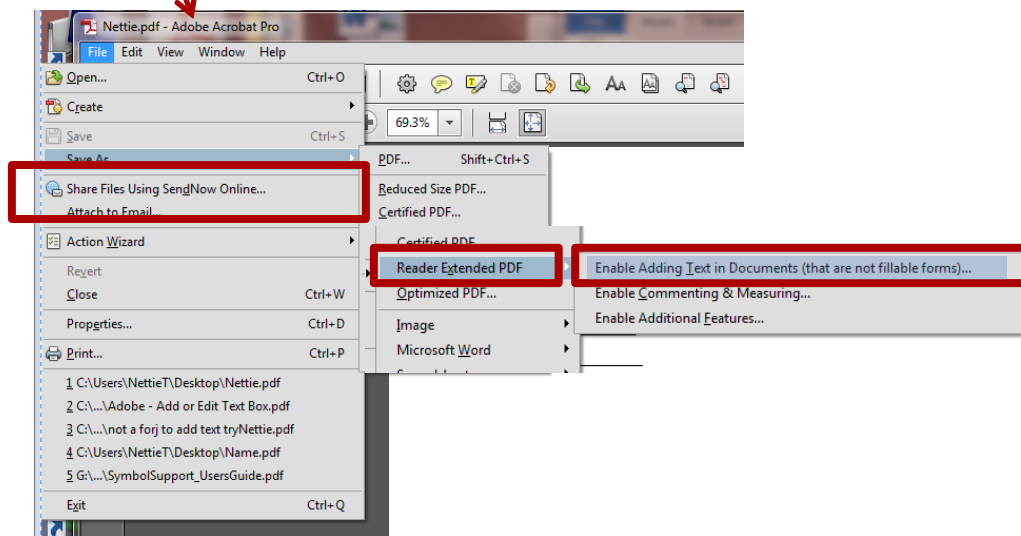 Nettie.pdf - Adobe Acrobat Pro
File Edit View Window Help
Open... Ctrl+O
Create
69.3%
Save Ctrl+S
Save As
PDF... Shift+Ctrl+S
Share Files Using SendNow Online...
Reduced Size PDF...
Attach to Email...
Certified PDF...
Action Wizard
Certified PDF
Reader Extended PDF
Enable Adding Text in Documents (that are not fillable forms)...
Revert
Close Ctrl+W
Optimized PDF...
Enable Commenting & Measuring...
Properties... Ctrl+D
Image
Enable Additional Features...
Print... Ctrl+P
Microsoft Word
1 C:\Users\NettieT\Desktop\Nettie.pdf
2 C:\...\Adobe - Add or Edit Text Box.pdf
3 C:\...\not a forj to add text tryNettie.pdf
4 C:\Users\NettieT\Desktop\Name.pdf
5 G:\...\SymbolSupport_UsersGuide.pdf
Exit Ctrl+Q